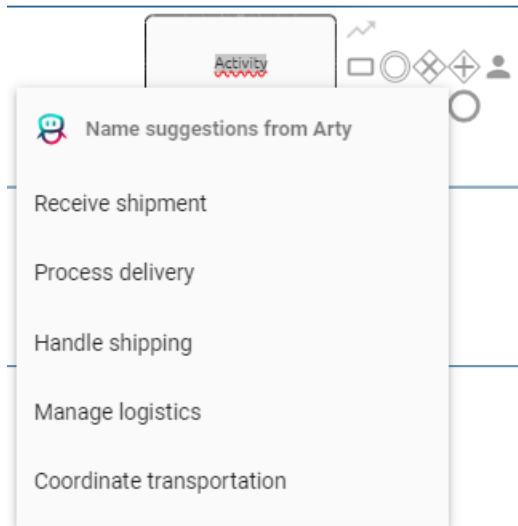 Activity
Name suggestions from Arty
Receive shipment
Process delivery
Handle shipping
Manage logistics
Coordinate transportation